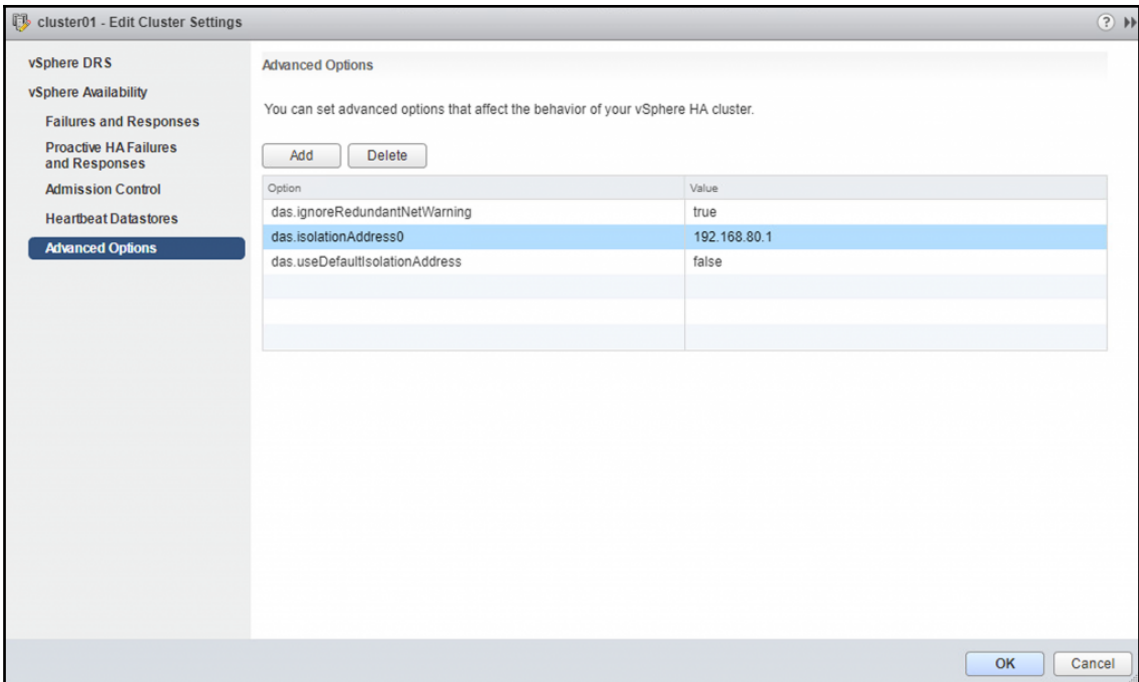 cluster01 - Edit Cluster Settings
?
vSphere DRS
vSphere Availability
Failures and Responses
Proactive HA Failures
and Responses
Admission Control
Heartbeat Datastores
Advanced Options
Advanced Options
You can set advanced options that affect the behavior of your vSphere HA cluster.
Add Delete
Option Value
das.ignoreRedundantNetWarning true
das.isolationAddress0 192.168.80.1
das.useDefaultIsolationAddress false
OK Cancel